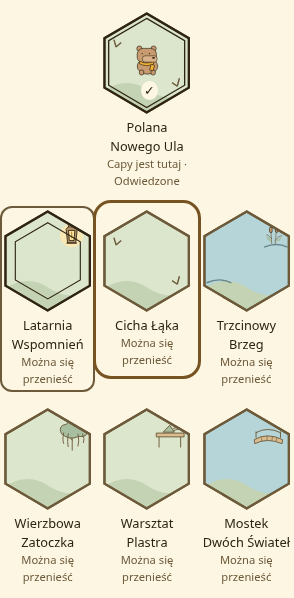 Polana
Nowego Ula
Capy jest tutaj ·
Odwiedzone
Latarnia
Wspomnień
Można się
przenieść
Cicha Łąka
Można się
przenieść
Trzcinowy
Brzeg
Można się
przenieść
Wierzbowa
Zatoczka
Można się
przenieść
Warsztat
Plastra
Można się
przenieść
Mostek
Dwóch Świateł
Można się
przenieść